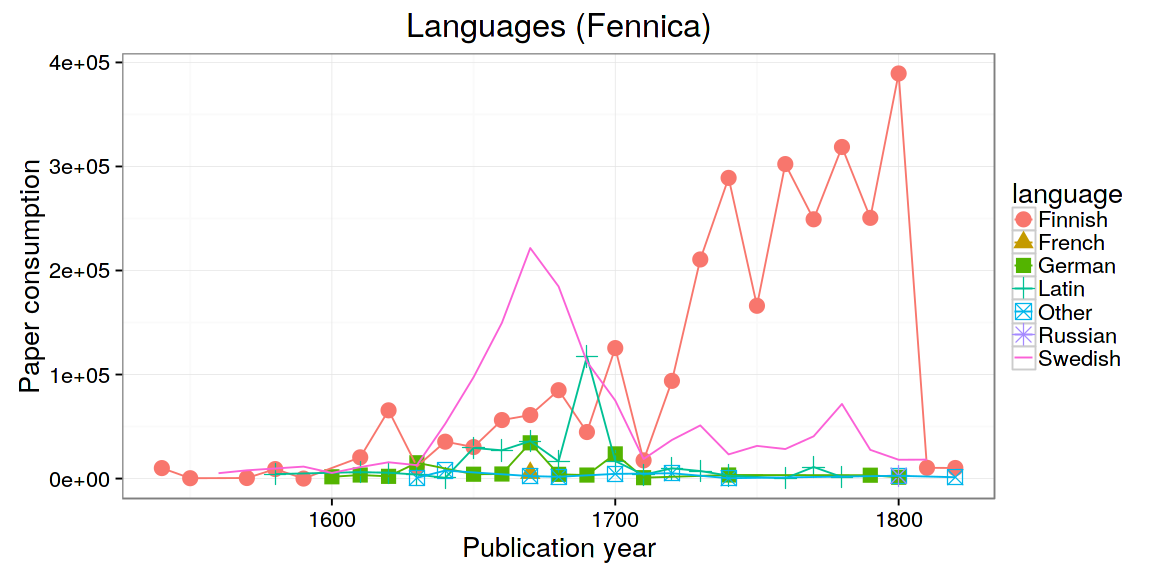 Languages (Fennica)
Paper consumption
4e+05
3e+05
2e+05
1e+05
0e+00
1600
1700
1800
Publication year
language
Finnish
French
German
Latin
Other
Russian
Swedish